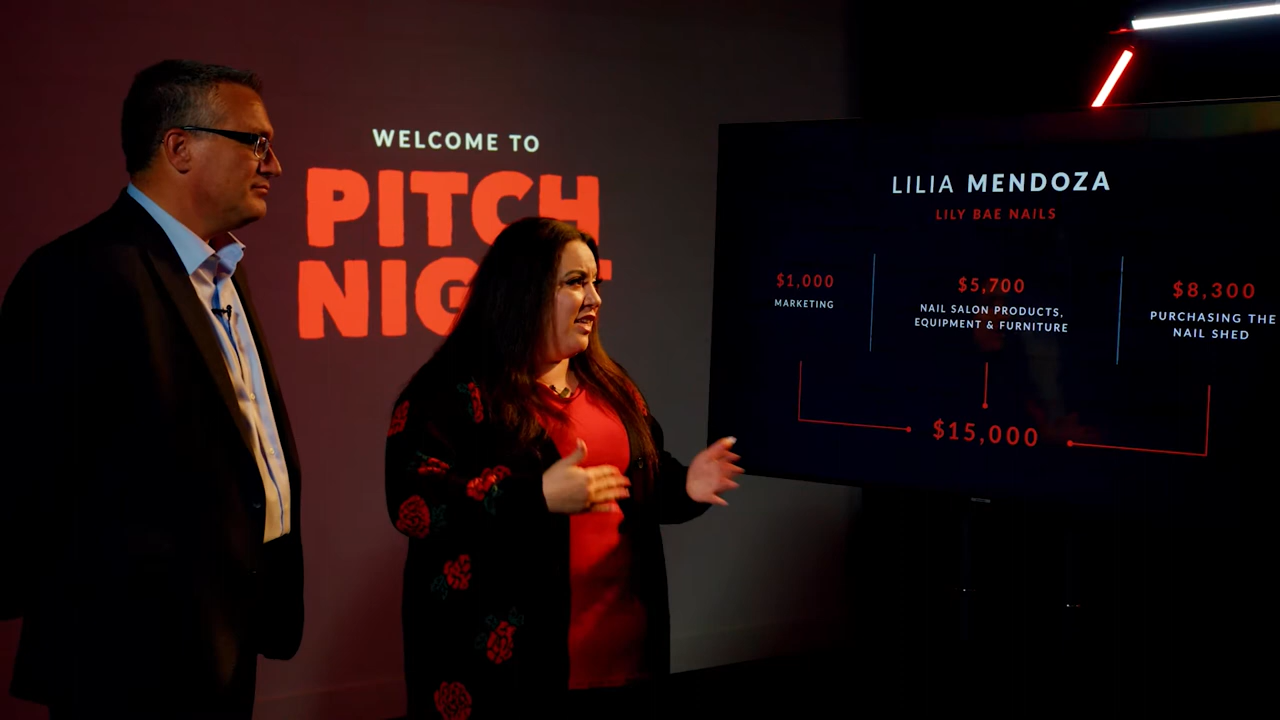 WELCOME TO
PITCH
NIGHT
LILIA MENDOZA
LILY BAE NAILS
$1,000
MARKETING
$5,700
NAIL SALON PRODUCTS,
EQUIPMENT & FURNITURE
$8,300
PURCHASING THE
NAIL SHED
$15,000